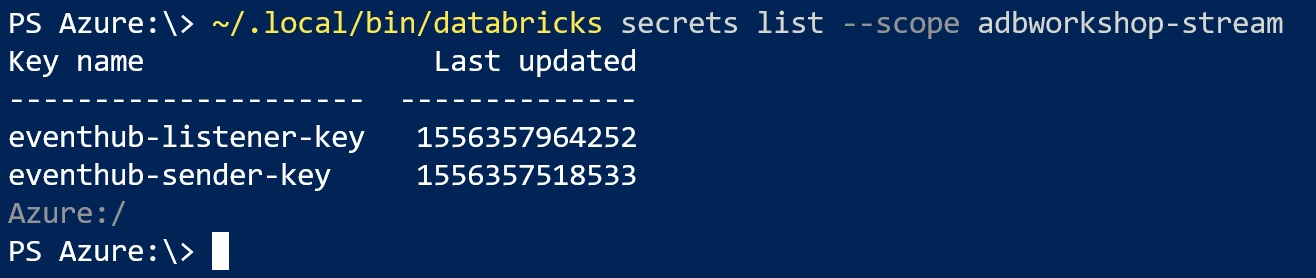 PS Azure:\> ~/.local/bin/databricks secrets list --scope adbworkshop-stream
Key name                Last updated
---------------------  --------------
eventhub-listener-key   1556357964252
eventhub-sender-key     1556357518533
Azure:/
PS Azure:\>